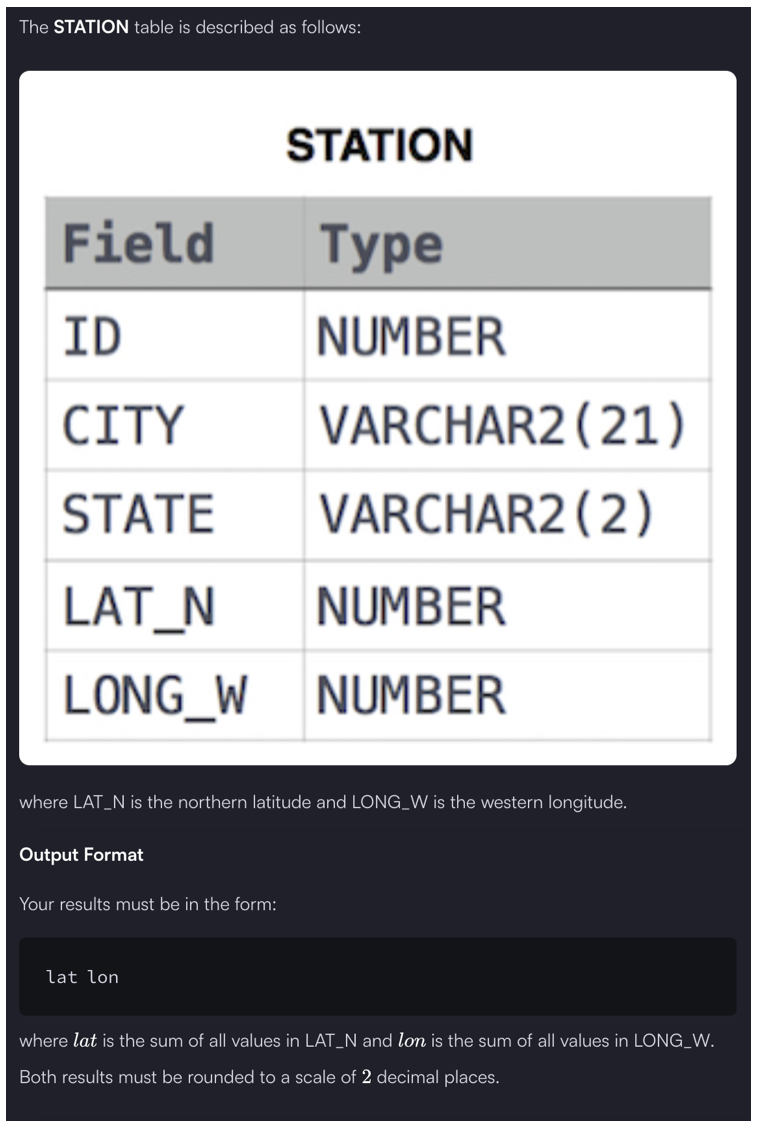 The STATION table is described as follows:
STATION
Field Type
ID NUMBER
CITY VARCHAR2(21)
STATE VARCHAR2(2)
LAT_N NUMBER
LONG_W NUMBER
where LAT_N is the northern latitude and LONG_W is the western longitude.
Output Format
Your results must be in the form:
lat lon
where lat is the sum of all values in LAT_N and lon is the sum of all values in LONG_W.
Both results must be rounded to a scale of 2 decimal places.